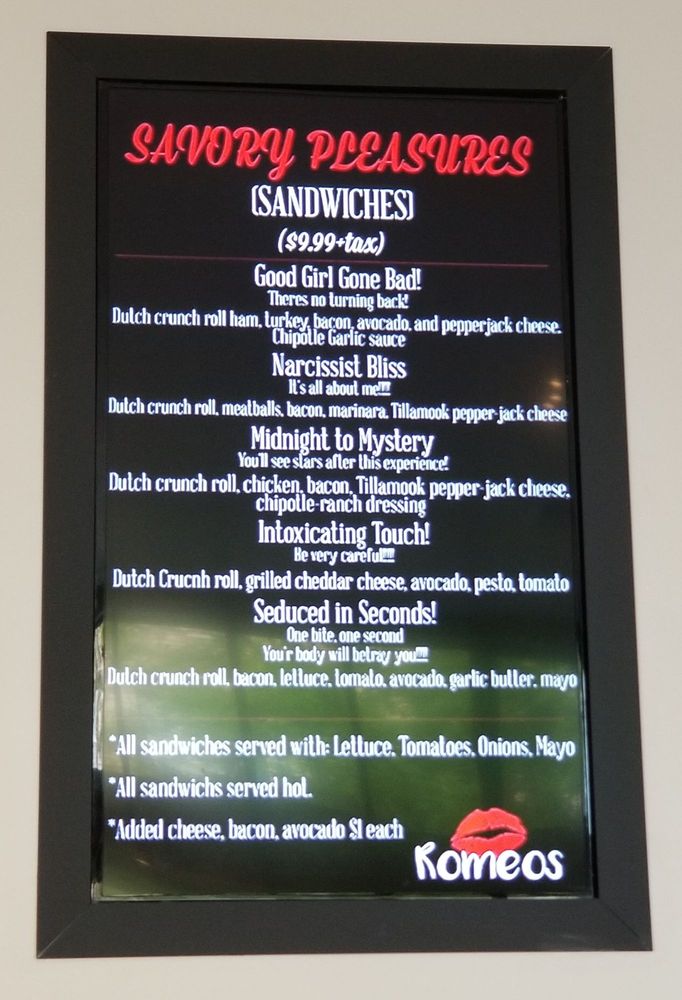 SAVORY PLEASURES
(SANDWICHES)
($9.99+tax)
Good Girl Gone Bad!
Theres no turning back!
Dutch crunch roll ham, turkey, bacon, avocado, and pepperjack cheese.
Chipotle Garlic sauce
Narcissist Bliss
It's all about me!!!!
Dutch crunch roll, meatballs, bacon, marinara, Tillamook pepper-jack cheese
Midnight to Mystery
You'll see stars after this experience!
Dutch crunch roll, chicken, bacon, Tillamook pepper-jack cheese,
chipotle-ranch dressing
Intoxicating Touch!
Be very careful!!!!
Dutch Crucnh roll, grilled cheddar cheese, avocado, pesto, tomato
Seduced in Seconds!
One bite, one second
You'r body will betray you!!!!
Dutch crunch roll, bacon, lettuce, tomato, avocado, garlic butter, mayo
*All sandwiches served with: Lettuce, Tomatoes, Onions, Mayo
*All sandwichs served hot.
*Added cheese, bacon, avocado $1 each
Romeos